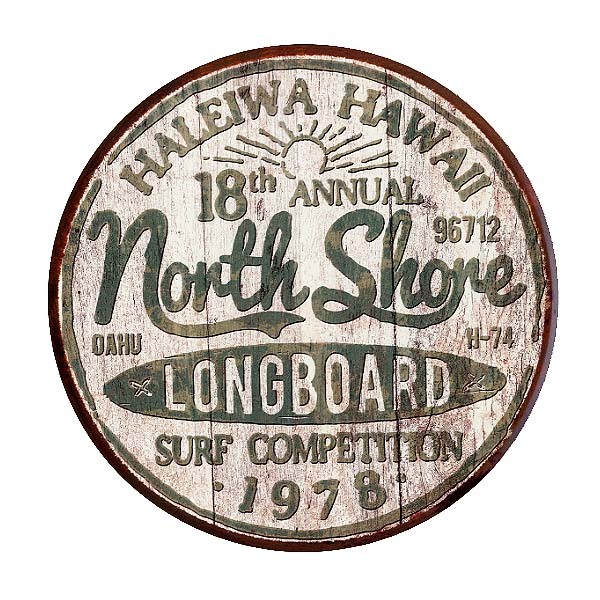 HALEIWA HAWAII
18th ANNUAL
96712
North Shore
OAHU
H-74
LONGBOARD
SURF COMPETITION
1978